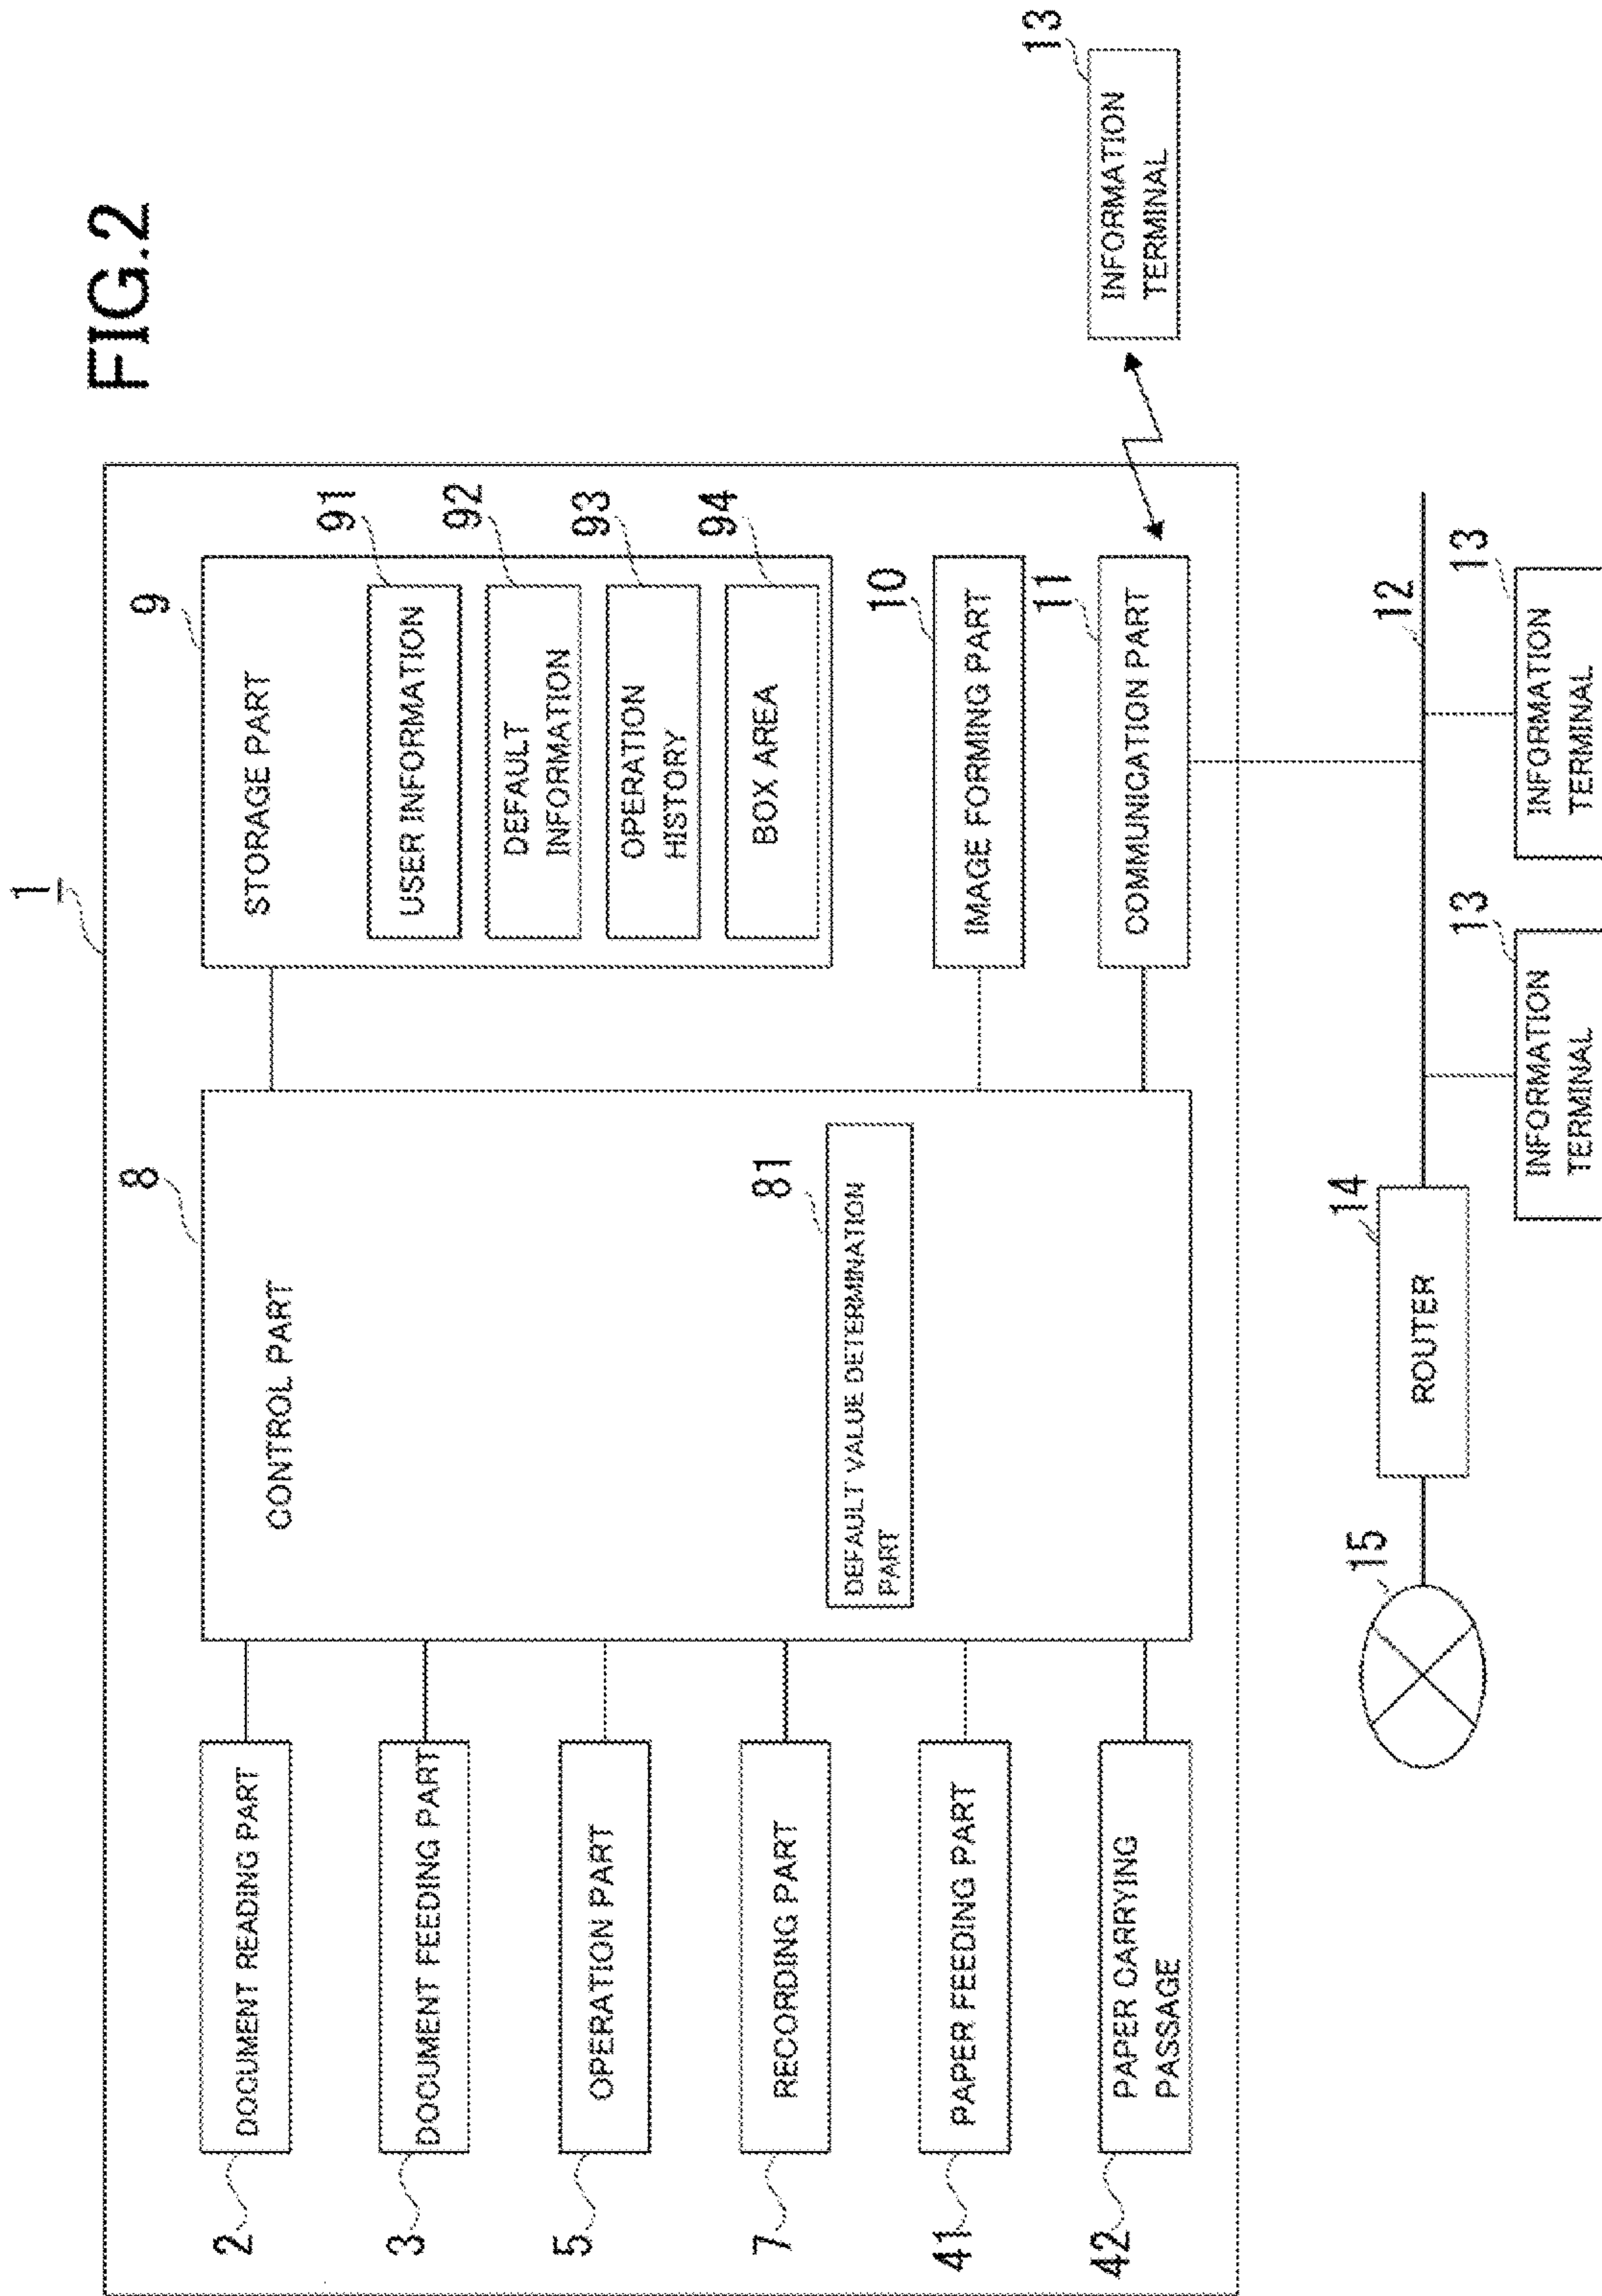 FIG.2
1
2
DOCUMENT READING PART
3
DOCUMENT FEEDING PART
5
OPERATION PART
7
RECORDING PART
41
PAPER FEEDING PART
42
PAPER CARRYING
PASSAGE
8
CONTROL PART
81
DEFAULT VALUE DETERMINATION
PART
9
STORAGE PART
91
USER INFORMATION
92
DEFAULT
INFORMATION
93
OPERATION
HISTORY
94
BOX AREA
10
IMAGE FORMING PART
11
COMMUNICATION PART
13
INFORMATION
TERMINAL
12
15
14
ROUTER
13
INFORMATION
TERMINAL
13
INFORMATION
TERMINAL